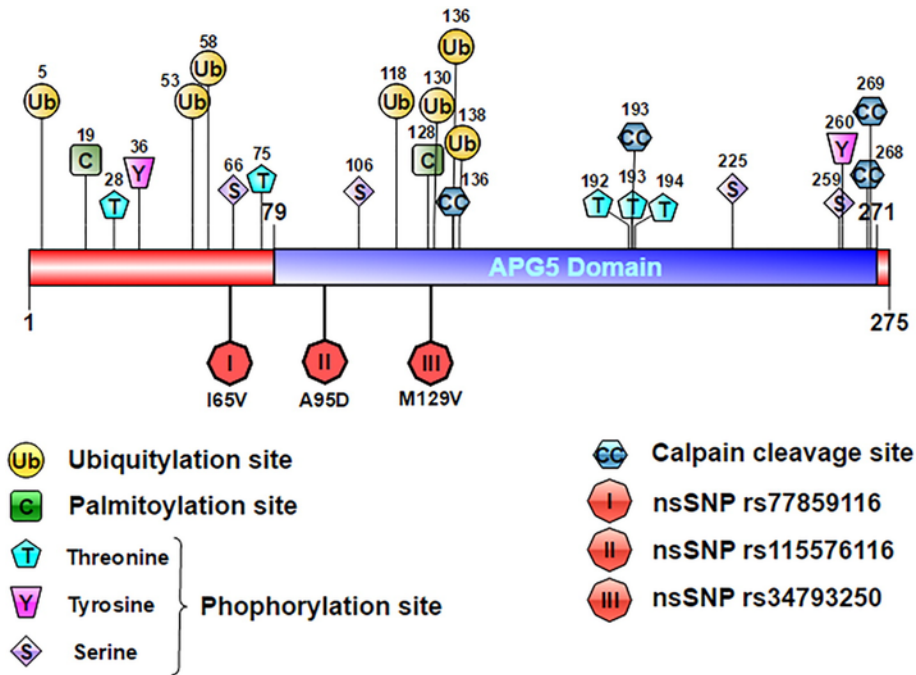 136
58
5
53
118
130
269
Ub
Ub
Ub
Ub
Ub
Ub
19
36
128
138
193
260
CC
C
Y
66
75
106
C
Ub
CC
Y
268
28
T
S
T
S
CC
136
192
193
194
225
259
CC
T
T
T
S
S
79
271
APG5 Domain
1
275
I
II
III
I65V
A95D
M129V
Ub Ubiquitylation site
C Palmitoylation site
T Threonine
Y Tyrosine
S Serine
Phophorylation site
CC Calpain cleavage site
I nsSNP rs77859116
II nsSNP rs115576116
III nsSNP rs34793250